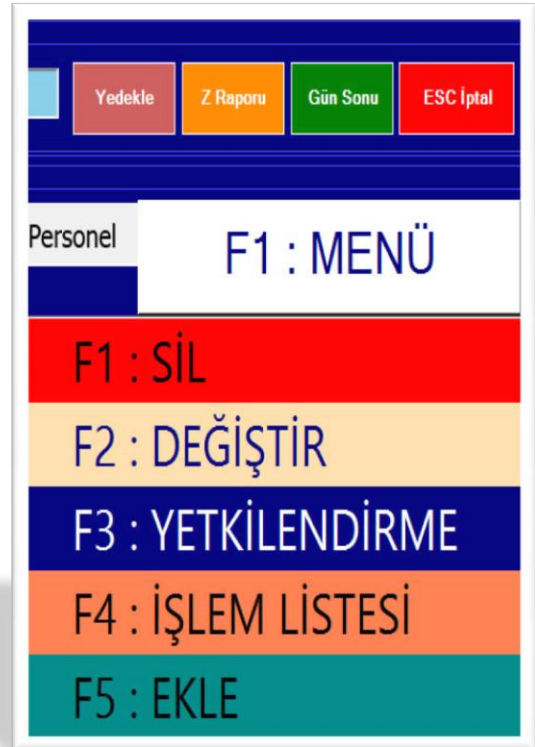 Yedekle Z Raporu Gün Sonu ESC İptal
Personel F1 : MENÜ
F1 : SİL
F2 : DEĞİŞTİR
F3 : YETKİLENDİRME
F4 : İŞLEM LİSTESİ
F5 : EKLE